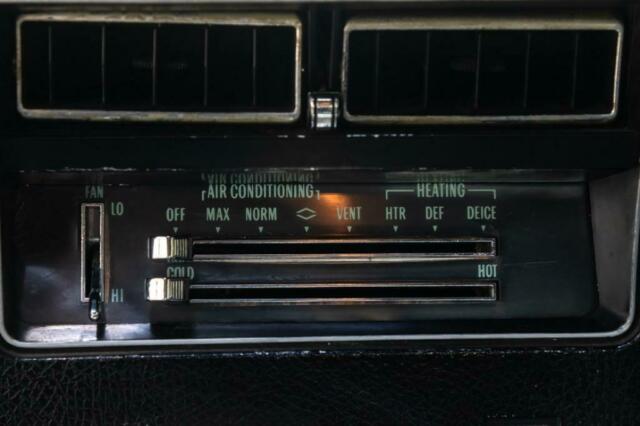 FAN
LO
HI
AIR CONDITIONING
HEATING
OFF MAX NORM VENT HTR DEF DEICE
COLD HOT